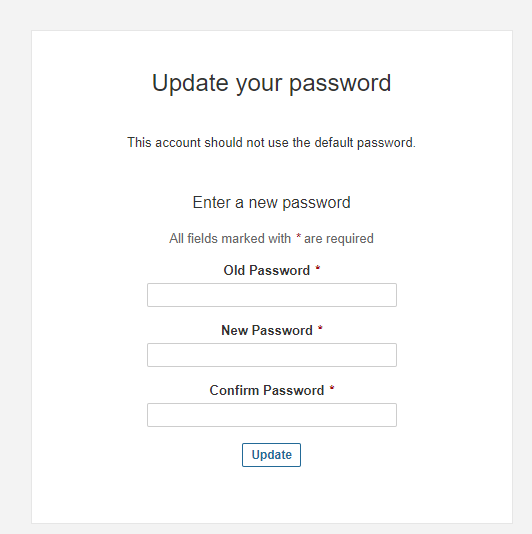 Update your password
This account should not use the default password.
Enter a new password
All fields marked with * are required
Old Password *
New Password *
Confirm Password *
Update